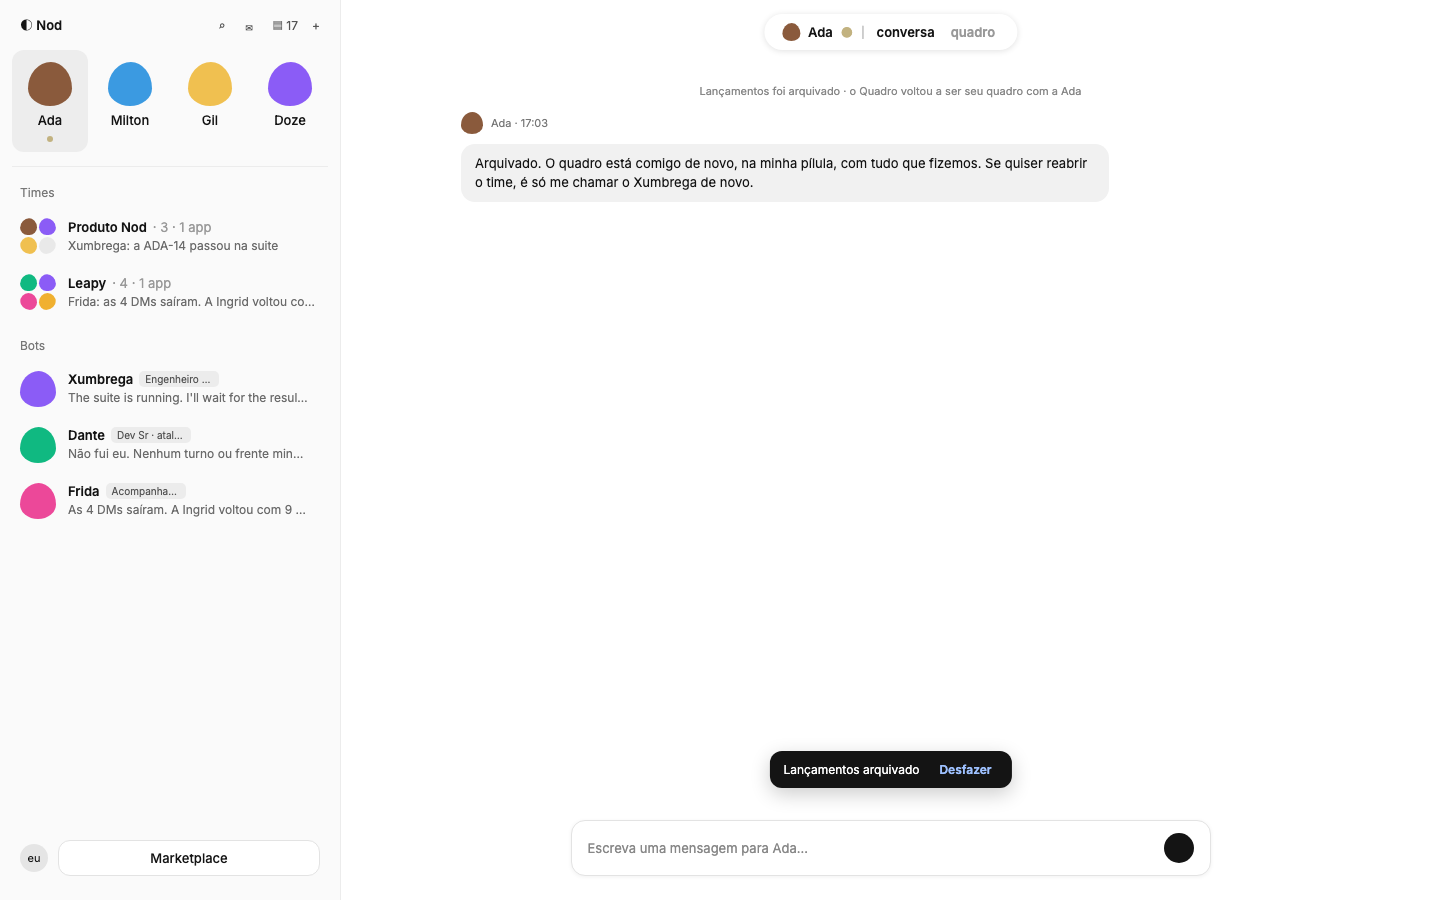 Nod
17
+
Ada
Milton
Gil
Doze
Times
Produto Nod · 3 · 1 app
Xumbrega: a ADA-14 passou na suite
Leapy · 4 · 1 app
Frida: as 4 DMs saíram. A Ingrid voltou co...
Bots
Xumbrega Engenheiro ...
The suite is running. I'll wait for the resul...
Dante Dev Sr · atal...
Não fui eu. Nenhum turno ou frente min...
Frida Acompanha...
As 4 DMs saíram. A Ingrid voltou com 9 ...
eu
Marketplace
Ada | conversa quadro
Lançamentos foi arquivado · o Quadro voltou a ser seu quadro com a Ada
Ada · 17:03
Arquivado. O quadro está comigo de novo, na minha pílula, com tudo que fizemos. Se quiser reabrir
o time, é só me chamar o Xumbrega de novo.
Lançamentos arquivado Desfazer
Escreva uma mensagem para Ada...